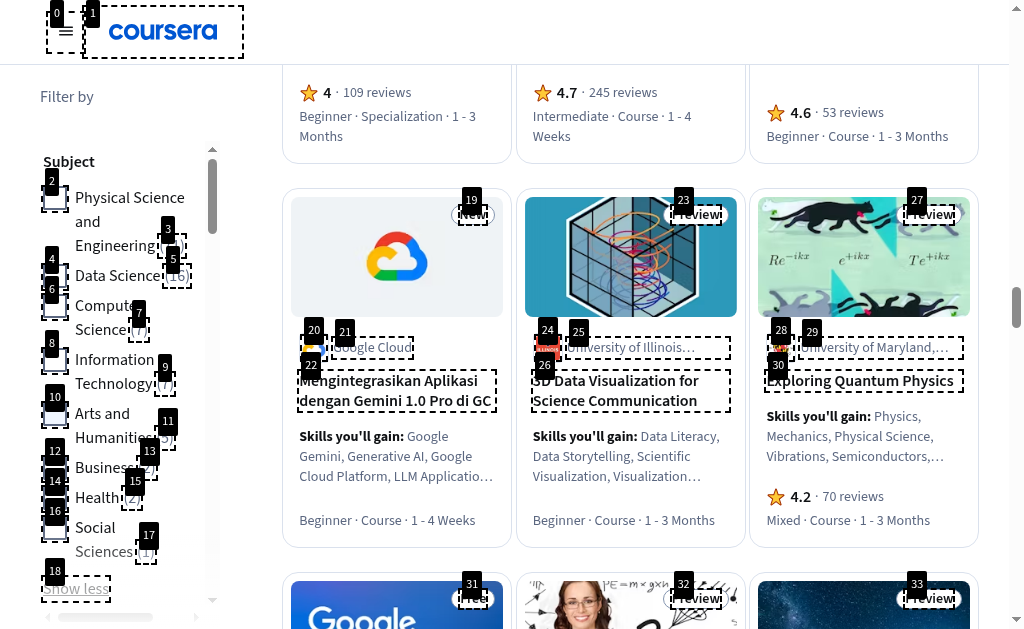 0
1
coursera
Filter by
Subject
2
Physical Science
and
3
Engineering
4
5
Data Science (16)
6
7
Science
8
Information
9
Technology (7)
10
Arts and
11
Humanities (5)
12
13
Business (2)
14
15
Health (2)
16
Social
17
Sciences (1)
18
Show less
4 · 109 reviews
Beginner · Specialization · 1 - 3
Months
4.7 · 245 reviews
Intermediate · Course · 1 - 4
Weeks
4.6 · 53 reviews
Beginner · Course · 1 - 3 Months
19
New
20
21
Google Cloud
22
Mengintegrasikan Aplikasi
dengan Gemini 1.0 Pro di GC
Skills you'll gain: Google
Gemini, Generative AI, Google
Cloud Platform, LLM Applicatio…
Beginner · Course · 1 - 4 Weeks
23
Preview
24
25
ILLINOIS
University of Illinois…
26
3D Data Visualization for
Science Communication
Skills you'll gain: Data Literacy,
Data Storytelling, Scientific
Visualization, Visualization…
Beginner · Course · 1 - 3 Months
27
Preview
Re^{-ikx} e^{+ikx} Te^{+ikx}
28
29
University of Maryland,…
30
Exploring Quantum Physics
Skills you'll gain: Physics,
Mechanics, Physical Science,
Vibrations, Semiconductors,…
4.2 · 70 reviews
Mixed · Course · 1 - 3 Months
31
Free
Google
32
Preview
33
Preview